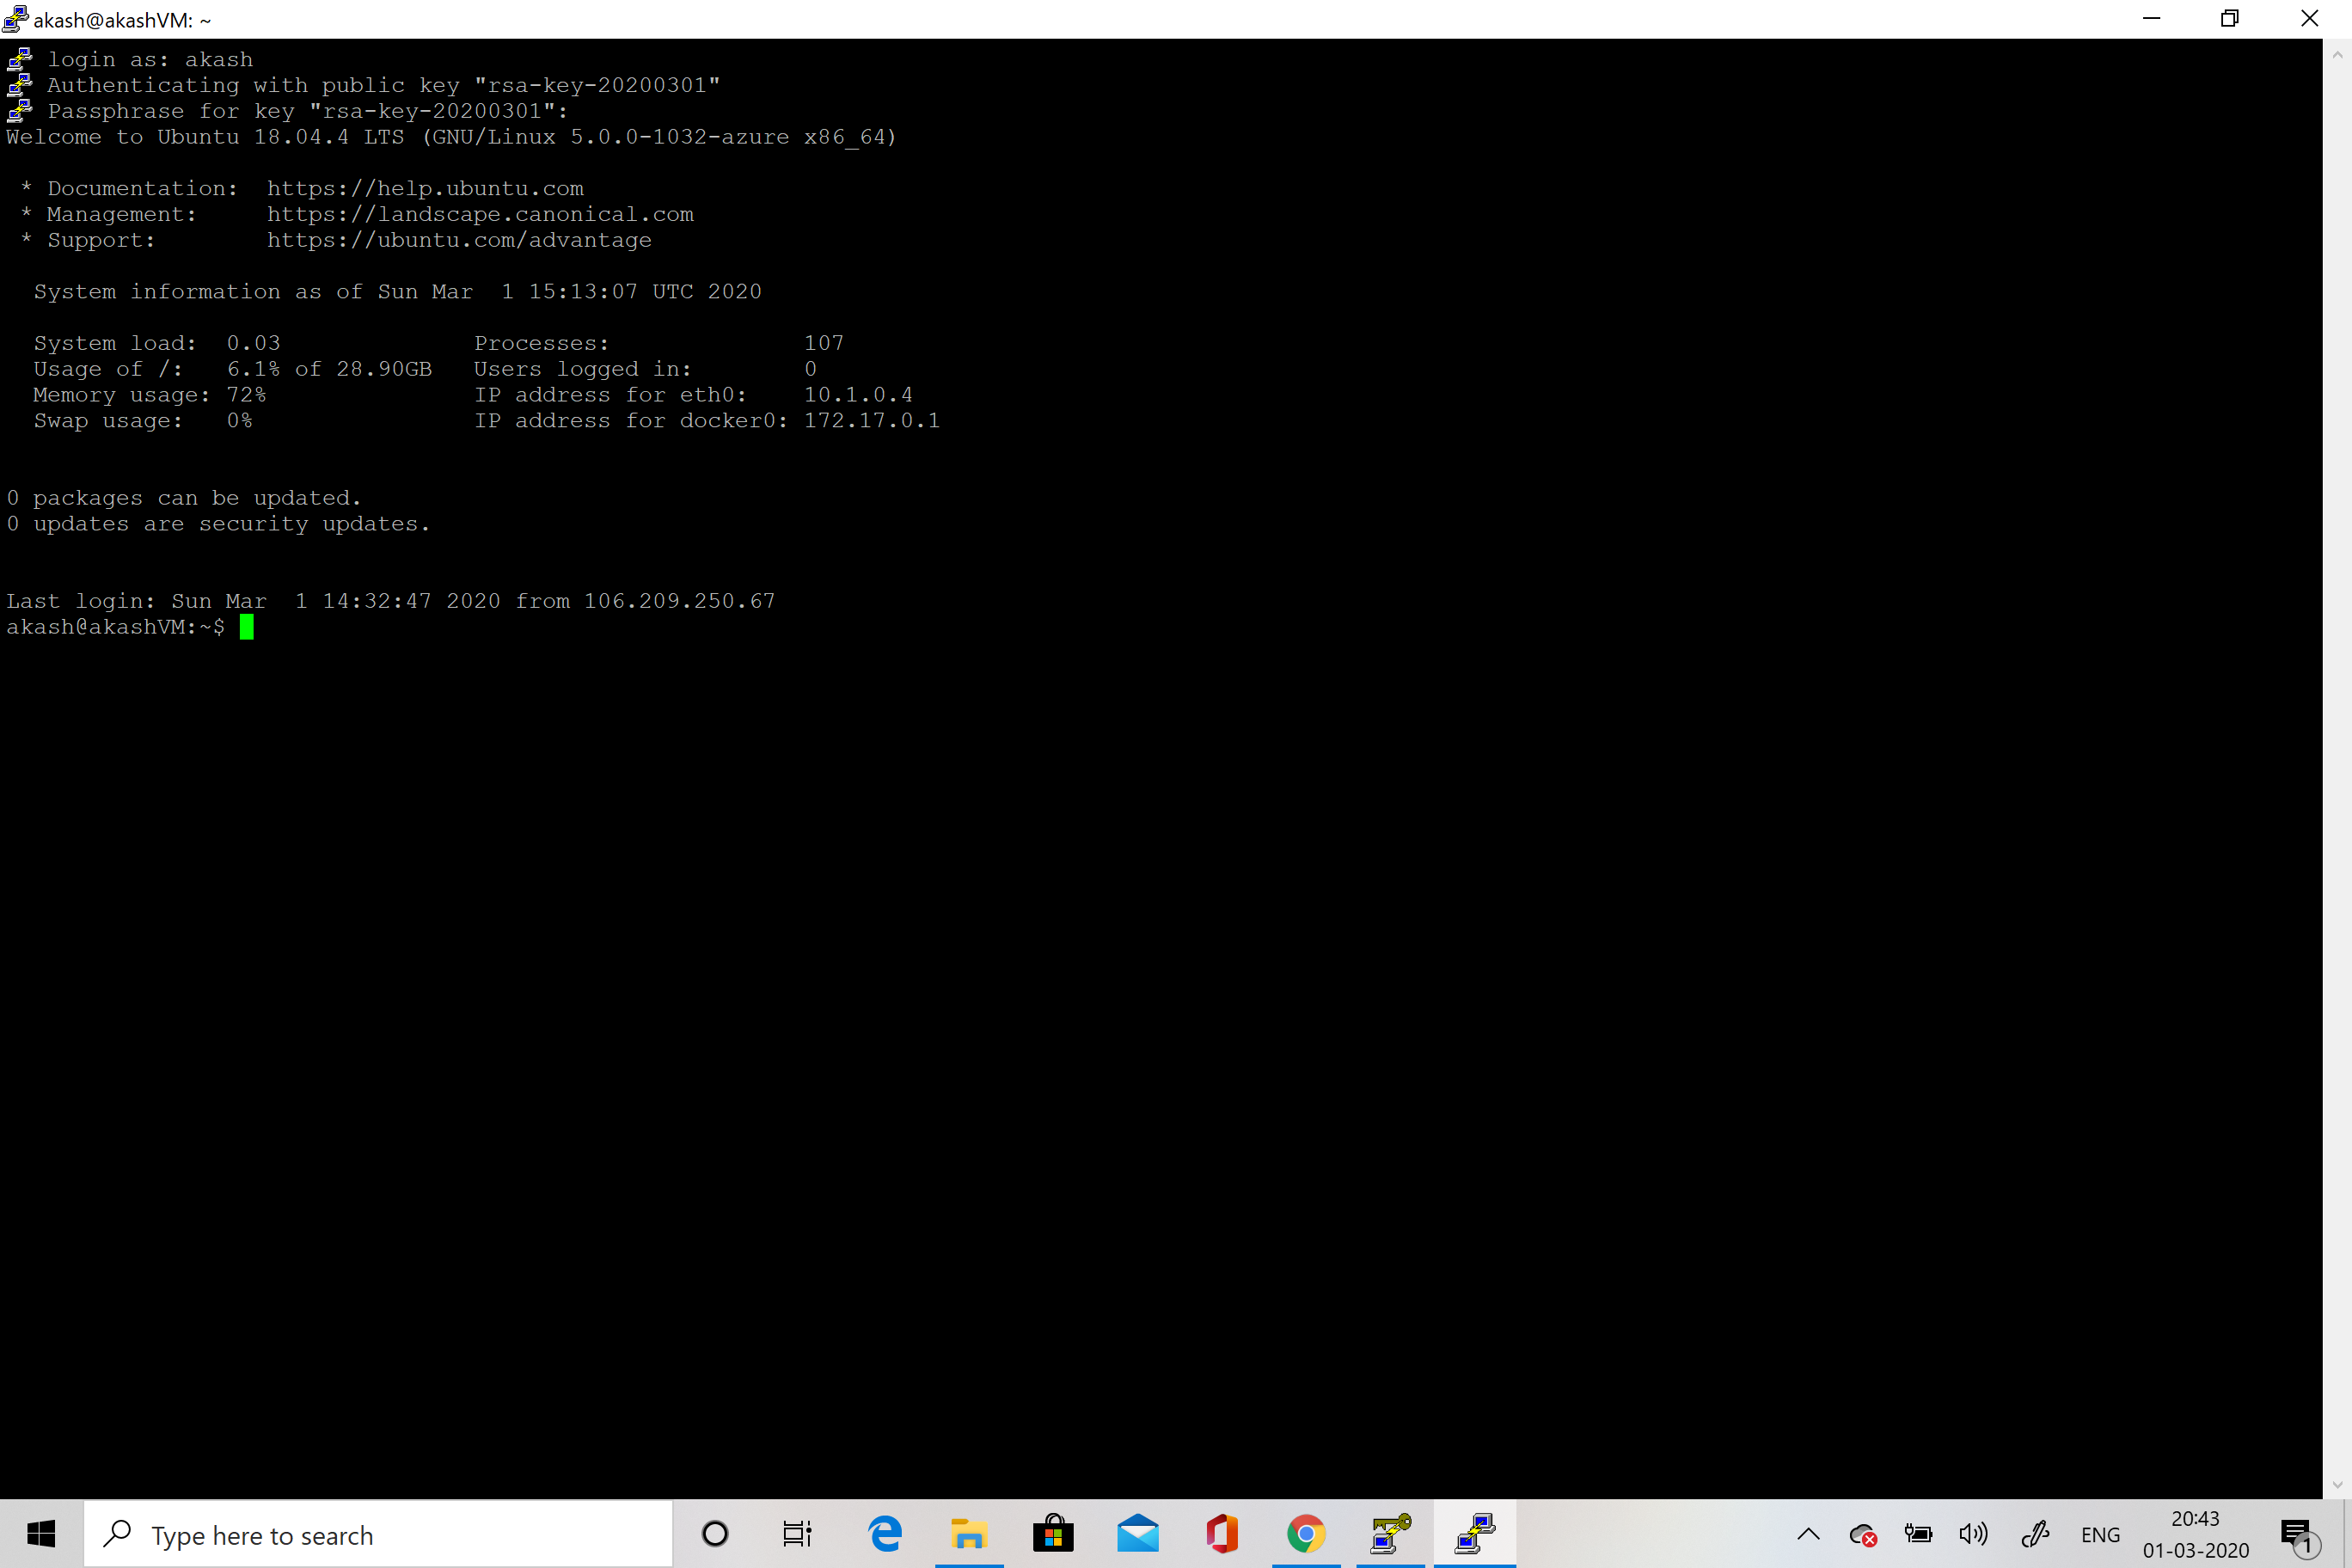 akash@akashVM: ~
login as: akash
Authenticating with public key "rsa-key-20200301"
Passphrase for key "rsa-key-20200301":
Welcome to Ubuntu 18.04.4 LTS (GNU/Linux 5.0.0-1032-azure x86_64)
* Documentation:  https://help.ubuntu.com
* Management:     https://landscape.canonical.com
* Support:        https://ubuntu.com/advantage
System information as of Sun Mar  1 15:13:07 UTC 2020
System load:  0.03              Processes:              107
Usage of /:   6.1% of 28.90GB   Users logged in:        0
Memory usage: 72%               IP address for eth0:    10.1.0.4
Swap usage:   0%                IP address for docker0: 172.17.0.1
0 packages can be updated.
0 updates are security updates.
Last login: Sun Mar  1 14:32:47 2020 from 106.209.250.67
akash@akashVM:~$
Type here to search
ENG
20:43
01-03-2020
1